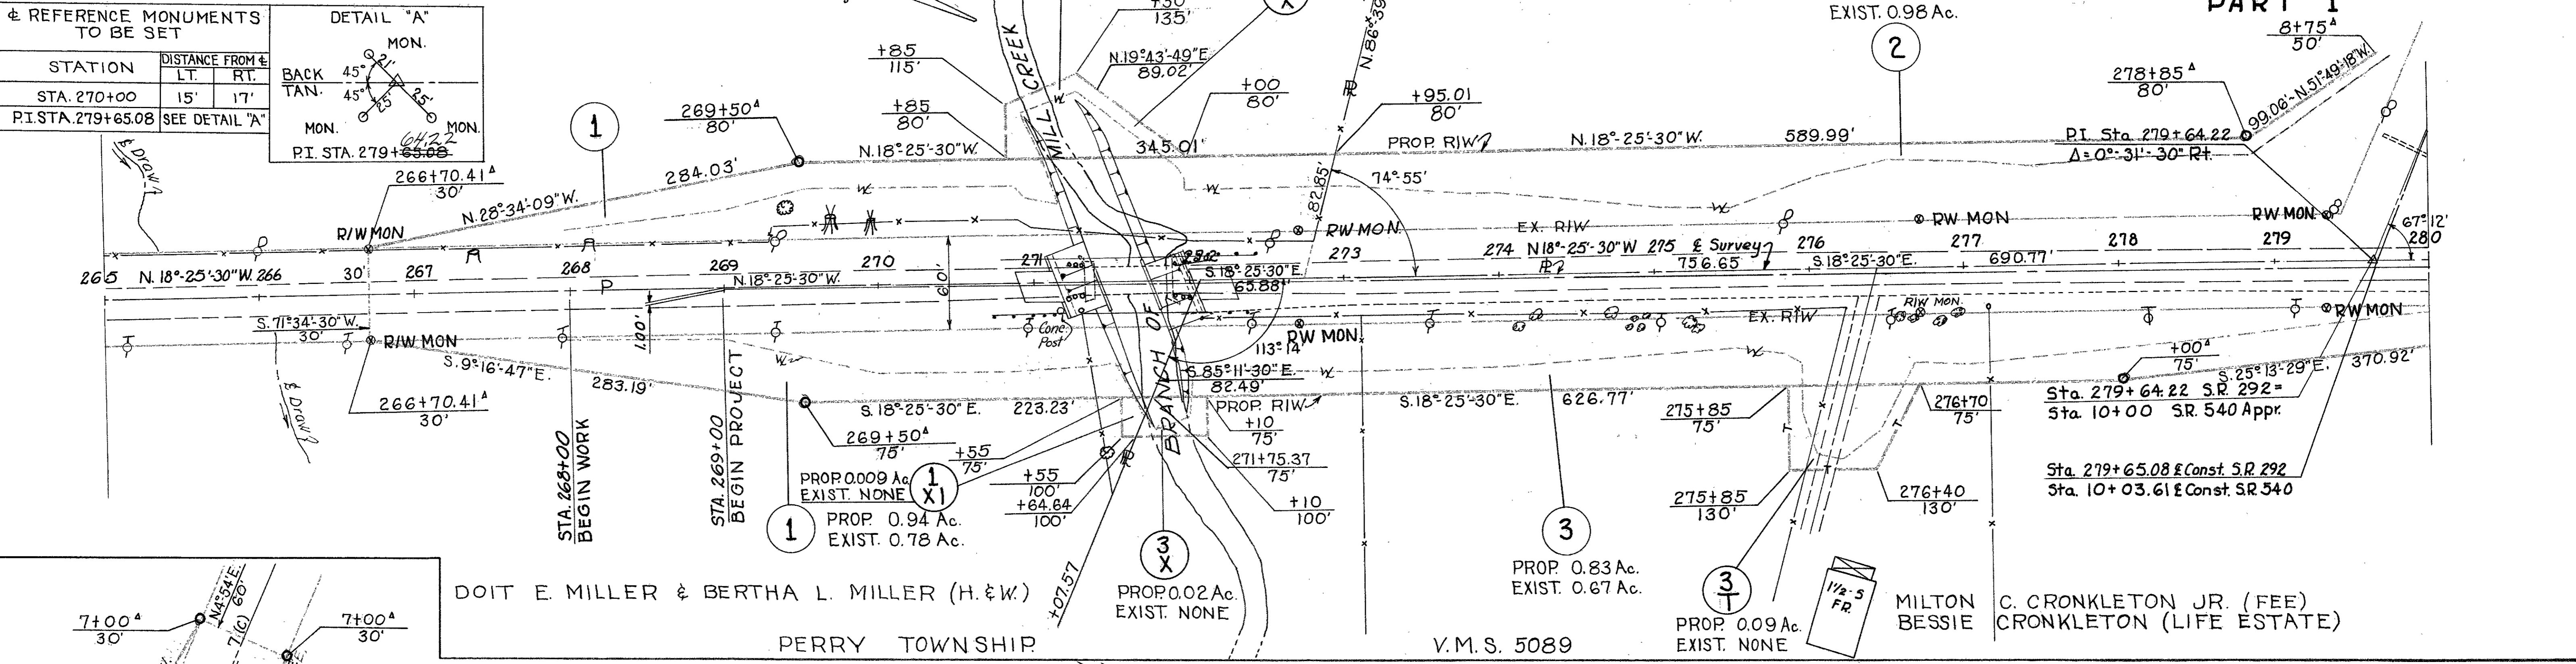 ℄ REFERENCE MONUMENTS
TO BE SET
STATION
DISTANCE FROM ℄
LT.
RT.
STA. 270+00
15'
17'
P.I. STA. 279+65.08
SEE DETAIL "A"
DETAIL "A"
MON.
21'
BACK
TAN.
45°
45°
25'
25'
MON.
MON.
64.22
P.I. STA. 279+65.08
℄ Draw
MILL CREEK
+30
135'
+85
115'
N.19°-43'-49"E.
89.02'
+00
80'
+85
80'
269+50
80'
1
266+70.41
30'
284.03'
N.28°-34'-09"W.
N.18°-25'-30"W.
345.01'
N.86°-39
+95.01
80'
82.85'
74°-55'
PROP. R/W
N.18°-25'-30"W.
589.99'
EXIST. 0.98 Ac.
2
PART 1
8+75
50'
278+85
80'
99.06'~N.51°-49'-18"W.
P.I. Sta. 279+64.22
Δ=0°-31'-30" Rt.
R/W MON
RW MON.
EX. R/W
RW MON
RW MON.
67°-12'
265
N.18°-25'-30"W.
266
30'
267
268
269
270
271
273
274
N18°-25'-30"W
275
℄ Survey
276
277
278
279
280
P
N.18°-25'-30"W.
60'
S.18°-25'-30"E.
65.88'
756.65
S.18°-25'-30"E.
690.77'
S.71°34'-30"W.
30'
R/W MON
1.00'
Conc.
Post
RW MON.
EX. R/W
R/W MON.
RW MON
113°-14'
S.9°-16'-47"E.
283.19'
S.85°11'-30"E.
82.49'
BRANCH OF
℄ Draw
266+70.41
30'
S.18°-25'-30"E.
223.23'
PROP. R/W
S.18°-25'-30"E.
626.77'
+00
75'
S.25°-13'-29"E.
370.92'
STA. 268+00
BEGIN WORK
STA. 269+00
BEGIN PROJECT
269+50
75'
+55
75'
+10
75'
271+75.37
75'
275+85
75'
276+70
75'
Sta. 279+64.22 S.R. 292=
Sta. 10+00 S.R. 540 Appr.
PROP. 0.009 Ac.
EXIST. NONE
1
X1
+55
100'
+64.64
100'
+10
100'
275+85
130'
276+40
130'
Sta. 279+65.08 ℄ Const. S.R. 292
Sta. 10+03.61 ℄ Const. S.R. 540
1
PROP. 0.94 Ac.
EXIST. 0.78 Ac.
3
X
PROP. 0.02 Ac.
EXIST. NONE
+07.57
3
PROP. 0.83 Ac.
EXIST. 0.67 Ac.
3
T
PROP. 0.09 Ac.
EXIST. NONE
1½-S
FR.
DOIT E. MILLER & BERTHA L. MILLER (H. & W.)
MILTON C. CRONKLETON JR. (FEE)
BESSIE CRONKLETON (LIFE ESTATE)
PERRY TOWNSHIP
V.M.S. 5089
7+00
30'
N4°-54'E.
60'
7+00
30'